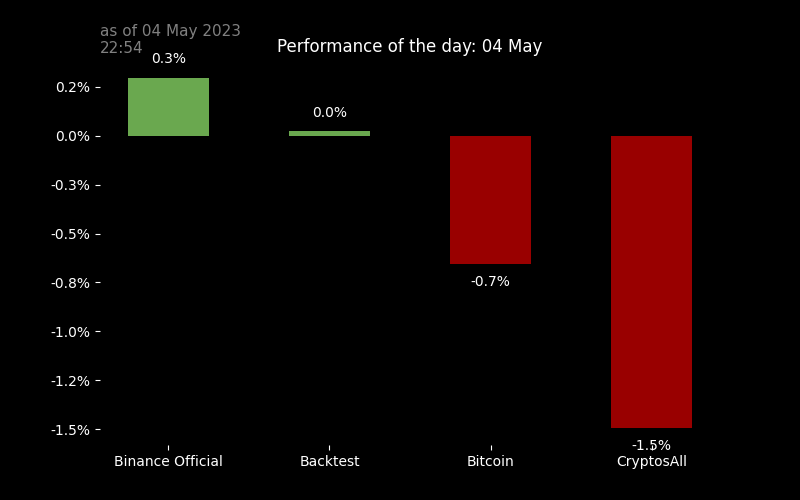 as of 04 May 2023
22:54
Performance of the day: 04 May
0.3%
0.2%
0.0%
0.0%
-0.3%
-0.5%
-0.8%
-0.7%
-1.0%
-1.2%
-1.5%
-1.5%
Binance Official
Backtest
Bitcoin
CryptosAll